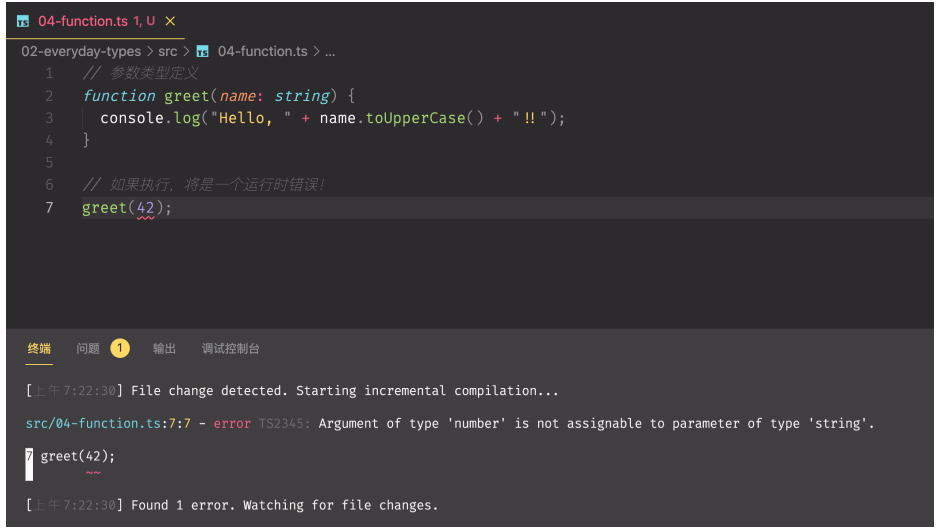 TS 04-function.ts 1, U ×
02-everyday-types > src > TS 04-function.ts > ...
1 // 参数类型定义
2 function greet(name: string) {
3 console.log("Hello, " + name.toUpperCase() + "!!");
4 }
5
6 // 如果执行，将是一个运行时错误!
7 greet(42);
终端 问题 1 输出 调试控制台
[上午7:22:30] File change detected. Starting incremental compilation...
src/04-function.ts:7:7 - error TS2345: Argument of type 'number' is not assignable to parameter of type 'string'.
7 greet(42);
~~
[上午7:22:30] Found 1 error. Watching for file changes.